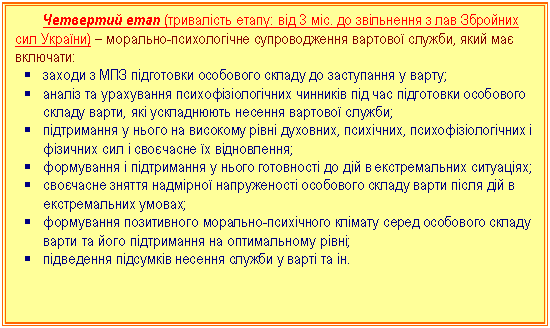 Четвертий етап (тривалість етапу: від 3 міс. до звільнення з лав Збройних
сил України) – морально-психологічне супроводження вартової служби, який має
включати:
▪ заходи з МПЗ підготовки особового складу до заступання у варту;
▪ аналіз та урахування психофізіологічних чинників під час підготовки особового
складу варти, які ускладнюють несення вартової служби;
▪ підтримання у нього на високому рівні духовних, психічних, психофізіологічних і
фізичних сил і своєчасне їх відновлення;
▪ формування і підтримання у нього готовності до дій в екстремальних ситуаціях;
▪ своєчасне зняття надмірної напруженості особового складу варти після дій в
екстремальних умовах;
▪ формування позитивного морально-психічного клімату серед особового складу
варти та його підтримання на оптимальному рівні;
▪ підведення підсумків несення служби у варті та ін.